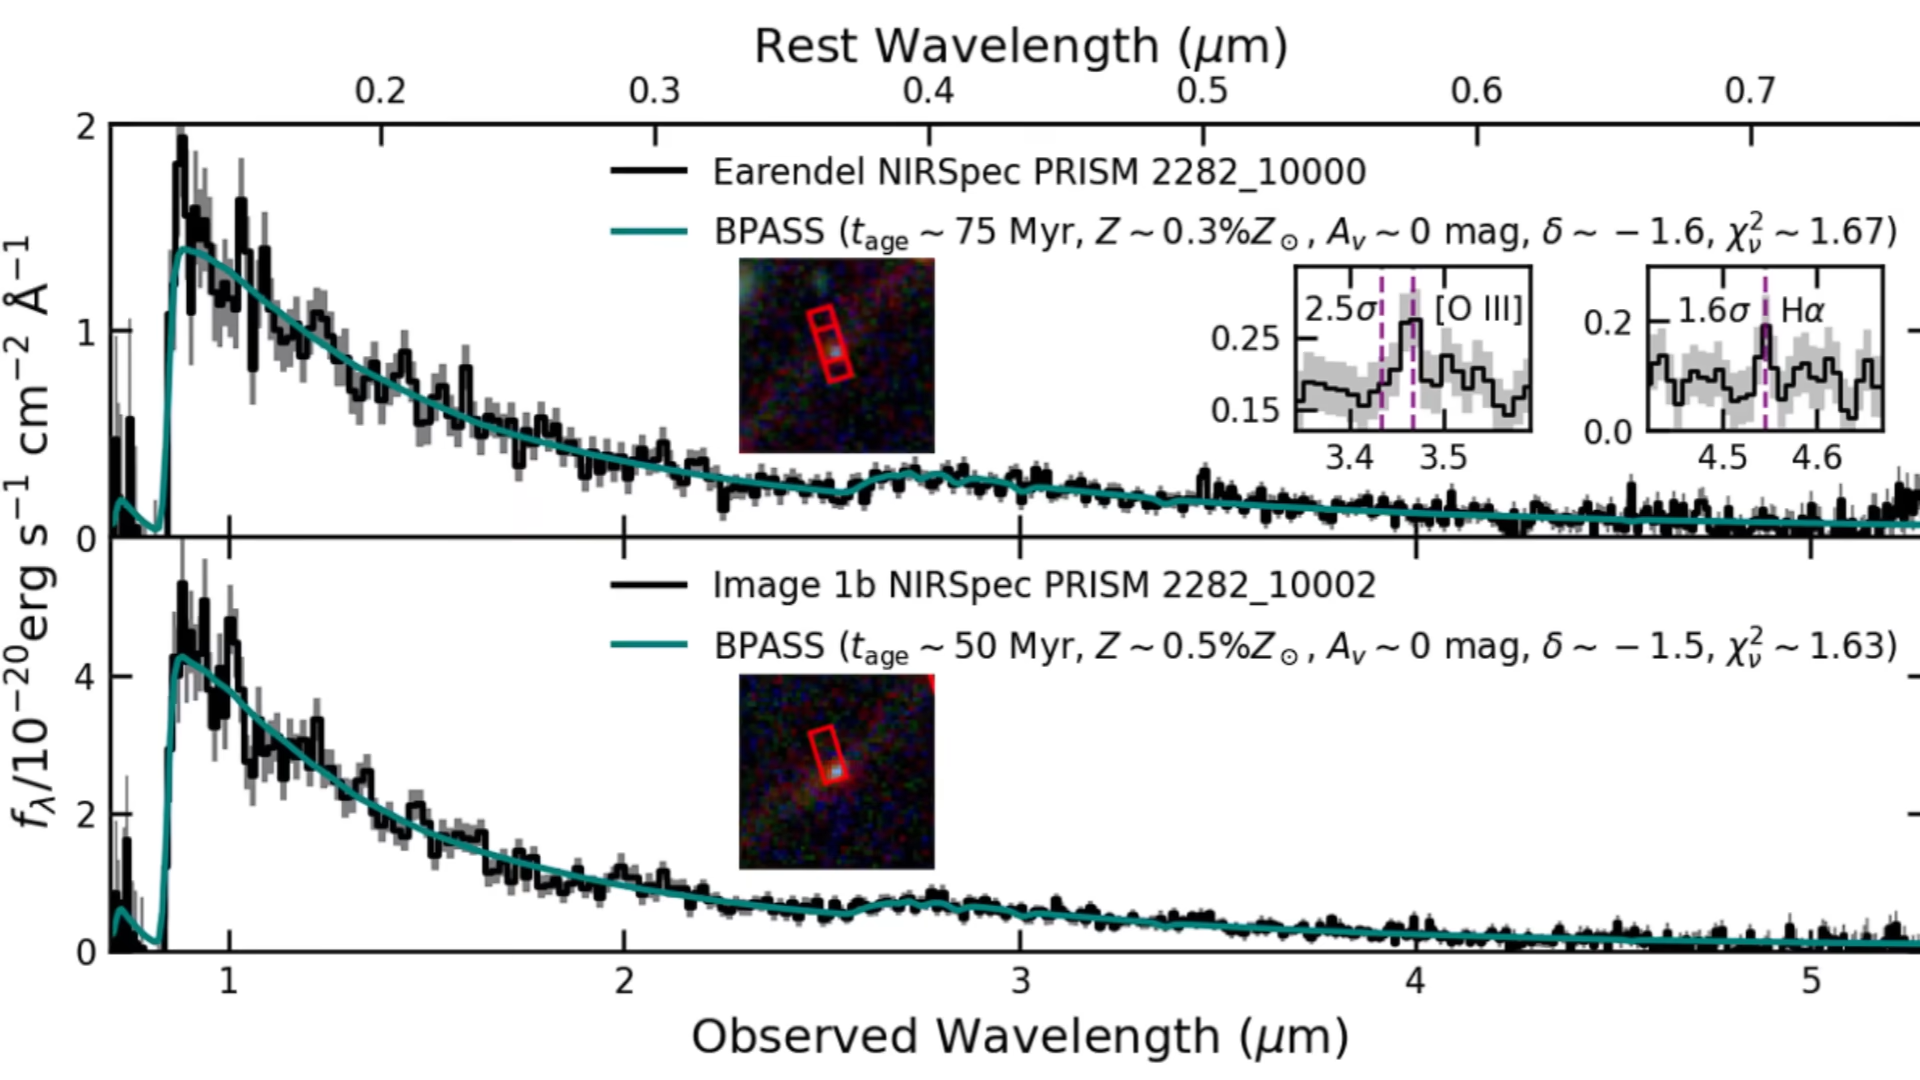 Rest Wavelength (μm)
0.2 0.3 0.4 0.5 0.6 0.7
2
Earendel NIRSpec PRISM 2282_10000
BPASS (t_age ~ 75 Myr, Z ~ 0.3%Z_⊙, A_v ~ 0 mag, δ ~ −1.6, χ²_ν ~ 1.67)
2.5σ [O III]
1.6σ Hα
0.25
0.2
1
0.15
0.0
3.4 3.5
4.5 4.6
0
f_λ/10⁻²⁰erg s⁻¹ cm⁻² Å⁻¹
Image 1b NIRSpec PRISM 2282_10002
BPASS (t_age ~ 50 Myr, Z ~ 0.5%Z_⊙, A_v ~ 0 mag, δ ~ −1.5, χ²_ν ~ 1.63)
4
2
0
1 2 3 4 5
Observed Wavelength (μm)